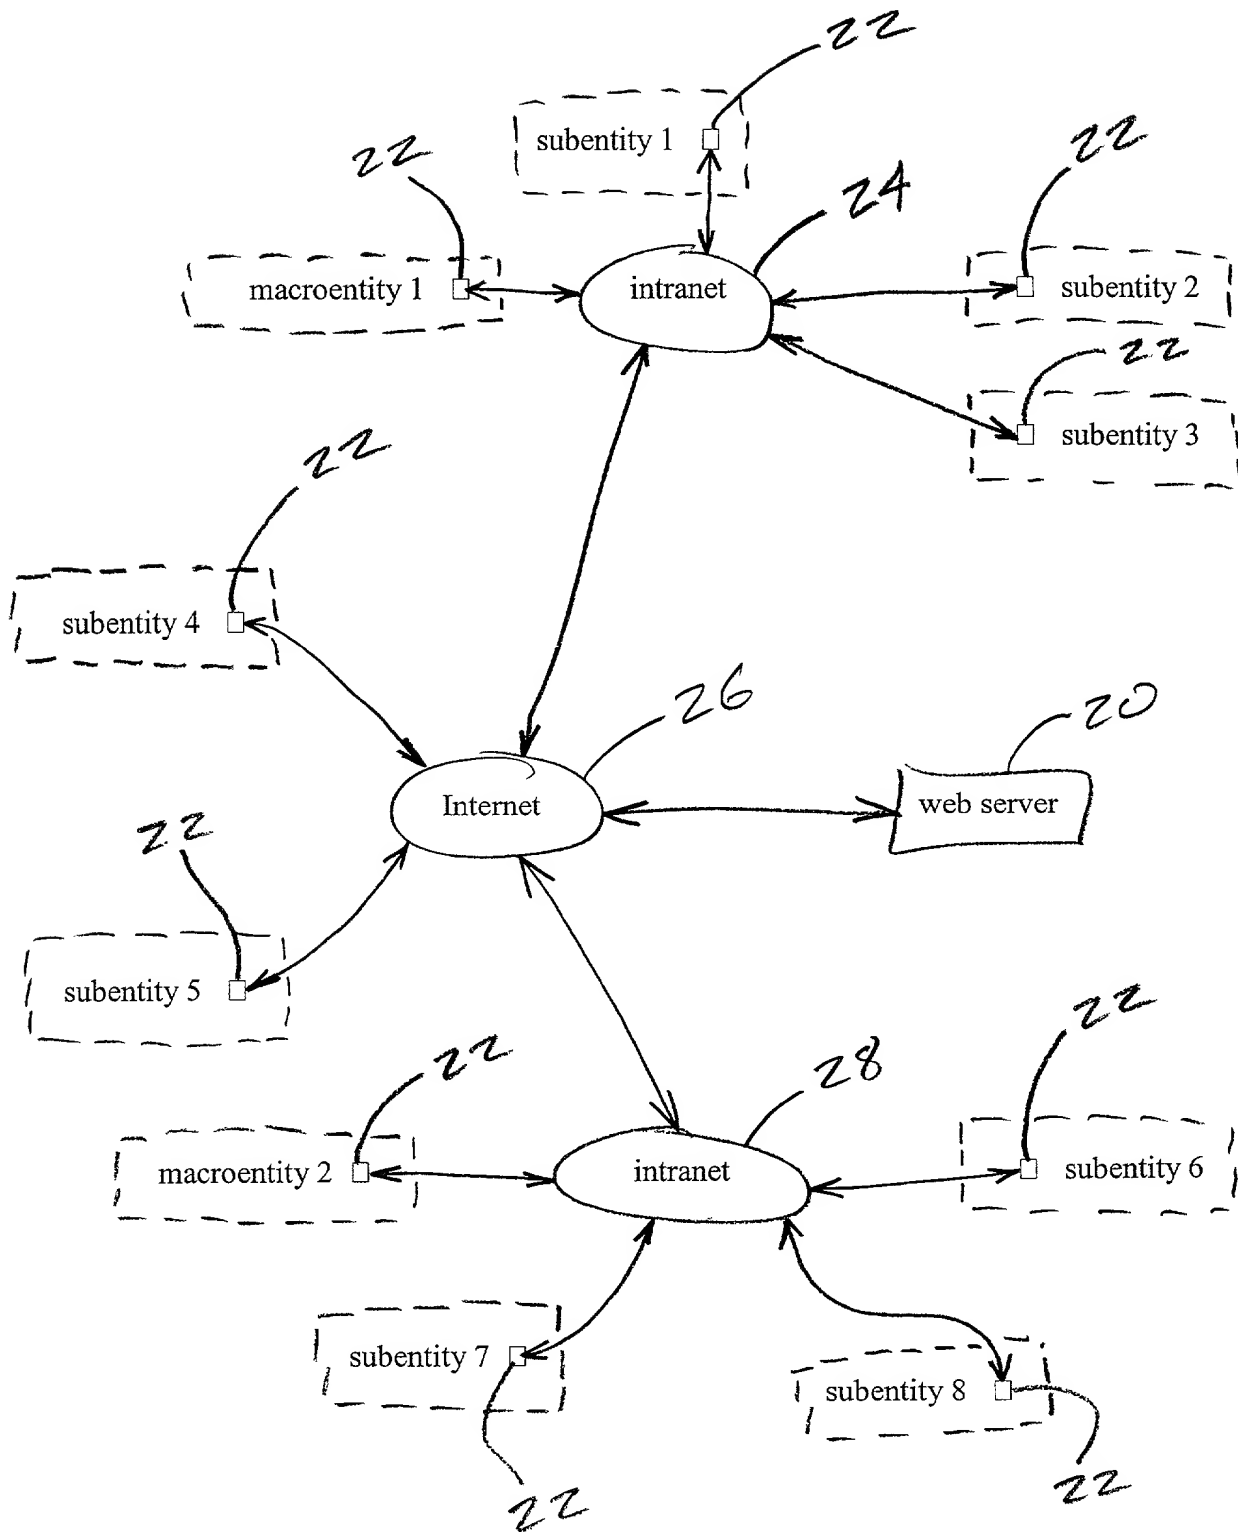 22
subentity 1
22
22
24
macroentity 1
intranet
subentity 2
22
subentity 3
22
subentity 4
26
20
Internet
web server
22
subentity 5
22
22
28
macroentity 2
intranet
subentity 6
subentity 7
subentity 8
22
22